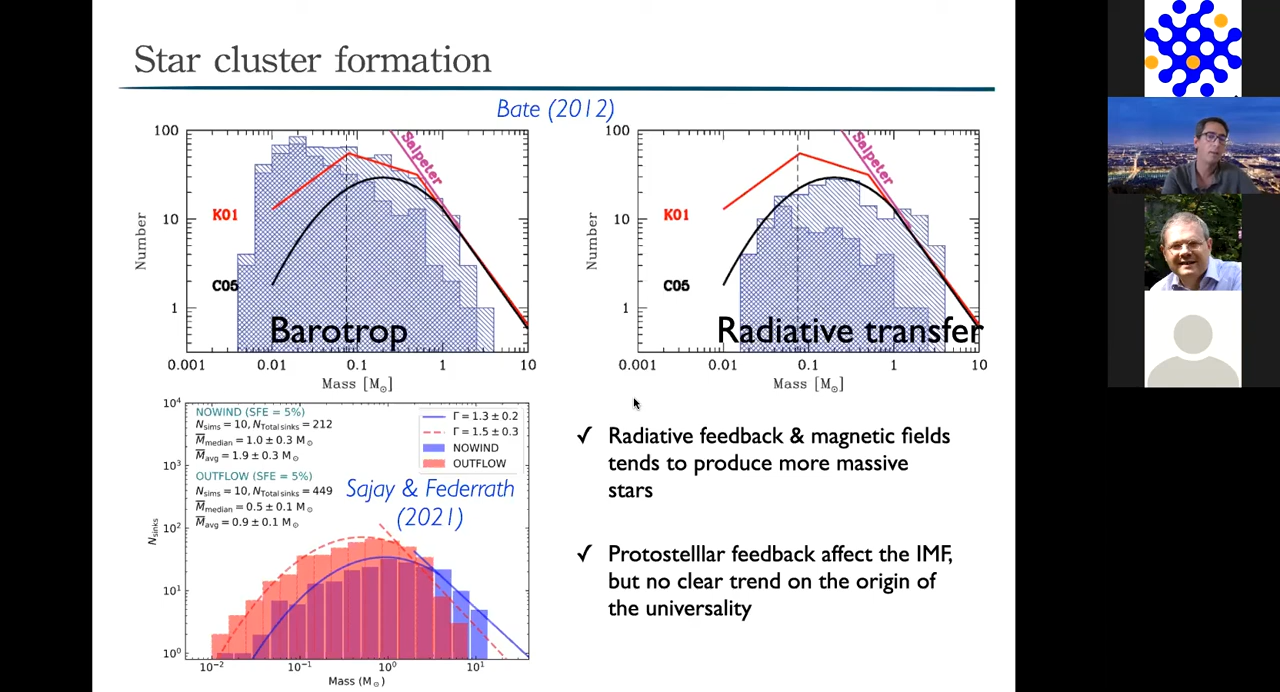 Star cluster formation
Bate (2012)
100
10
1
Number
Salpeter
K01
C05
Barotrop
0.001 0.01 0.1 1 10
Mass [M☉]
100
10
1
Number
Salpeter
K01
C05
Radiative transfer
0.001 0.01 0.1 1 10
Mass [M☉]
10⁴
10³
10²
10¹
10⁰
N_sinks
NOWIND (SFE = 5%)
N_sims = 10, N_Total sinks = 212
M̅_median = 1.0 ± 0.3 M☉
M̅_avg = 1.9 ± 0.3 M☉
OUTFLOW (SFE = 5%)
N_sims = 10, N_Total sinks = 449
M̅_median = 0.5 ± 0.1 M☉
M̅_avg = 0.9 ± 0.1 M☉
Γ = 1.3 ± 0.2
Γ = 1.5 ± 0.3
NOWIND
OUTFLOW
Sajay & Federrath
(2021)
10⁻² 10⁻¹ 10⁰ 10¹
Mass (M☉)
✓ Radiative feedback & magnetic fields
tends to produce more massive
stars
✓ Protostelllar feedback affect the IMF,
but no clear trend on the origin of
the universality